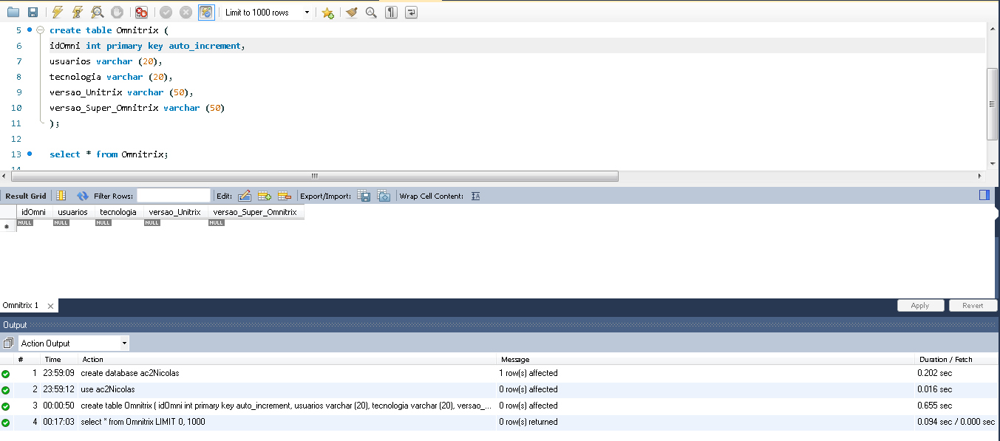 Limit to 1000 rows
5 create table Omnitrix (
6 idOmni int primary key auto_increment,
7 usuarios varchar (20),
8 tecnologia varchar (20),
9 versao_Unitrix varchar (50),
10 versao_Super_Omnitrix varchar (50)
11 );
12
13 select * from Omnitrix;
14
Result Grid Filter Rows: Edit: Export/Import: Wrap Cell Content:
idOmni usuarios tecnologia versao_Unitrix versao_Super_Omnitrix
NULL NULL NULL NULL NULL
Omnitrix 1 Apply Revert
Output
Action Output
# Time Action Message Duration / Fetch
1 23:59:09 create database ac2Nicolas 1 row(s) affected 0.202 sec
2 23:59:12 use ac2Nicolas 0 row(s) affected 0.016 sec
3 00:00:50 create table Omnitrix ( idOmni int primary key auto_increment, usuarios varchar (20), tecnologia varchar (20), versao_... 0 row(s) affected 0.655 sec
4 00:17:03 select * from Omnitrix LIMIT 0, 1000 0 row(s) returned 0.094 sec / 0.000 sec